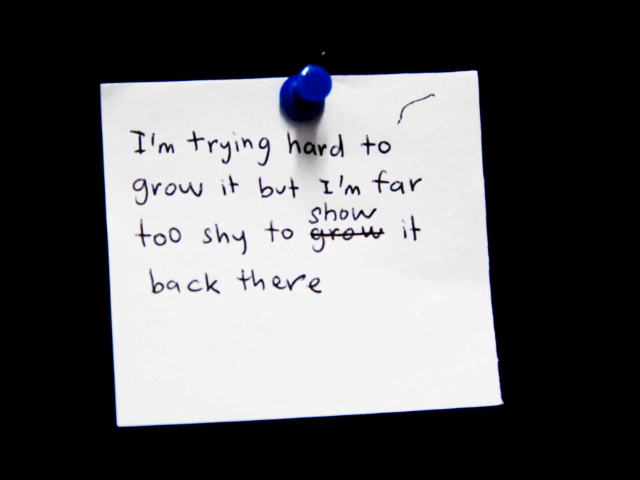 I'm trying hard to
grow it but I'm far
show
too shy to grow it
back there